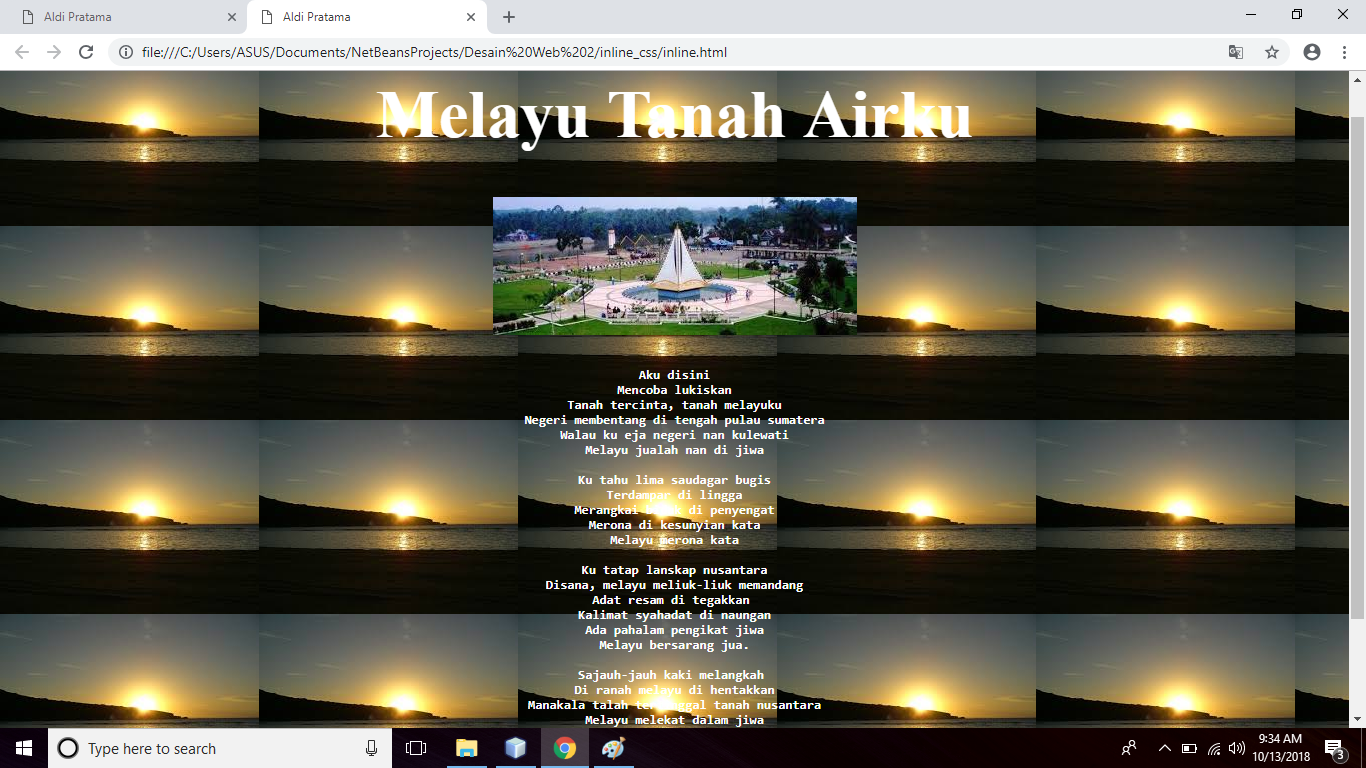 Aldi Pratama
Aldi Pratama
file:///C:/Users/ASUS/Documents/NetBeansProjects/Desain%20Web%202/inline_css/inline.html
Melayu Tanah Airku
Aku disini
Mencoba lukiskan
Tanah tercinta, tanah melayuku
Negeri membentang di tengah pulau sumatera
Walau ku eja negeri nan kulewati
Melayu jualah nan di jiwa
Ku tahu lima saudagar bugis
Terdampar di lingga
Merangkai di penyengat
Merona di kesunyian kata
Melayu merona kata
Ku tatap lanskap nusantara
Disana, melayu meliuk-liuk memandang
Adat resam di tegakkan
Kalimat syahadat di naungan
Ada pahalam pengikat jiwa
Melayu bersarang jua.
Sajauh-jauh kaki melangkah
Di ranah melayu di hentakkan
Manakala talah tertinggal tanah nusantara
Melayu melekat dalam jiwa
Type here to search
9:34 AM
10/13/2018
3